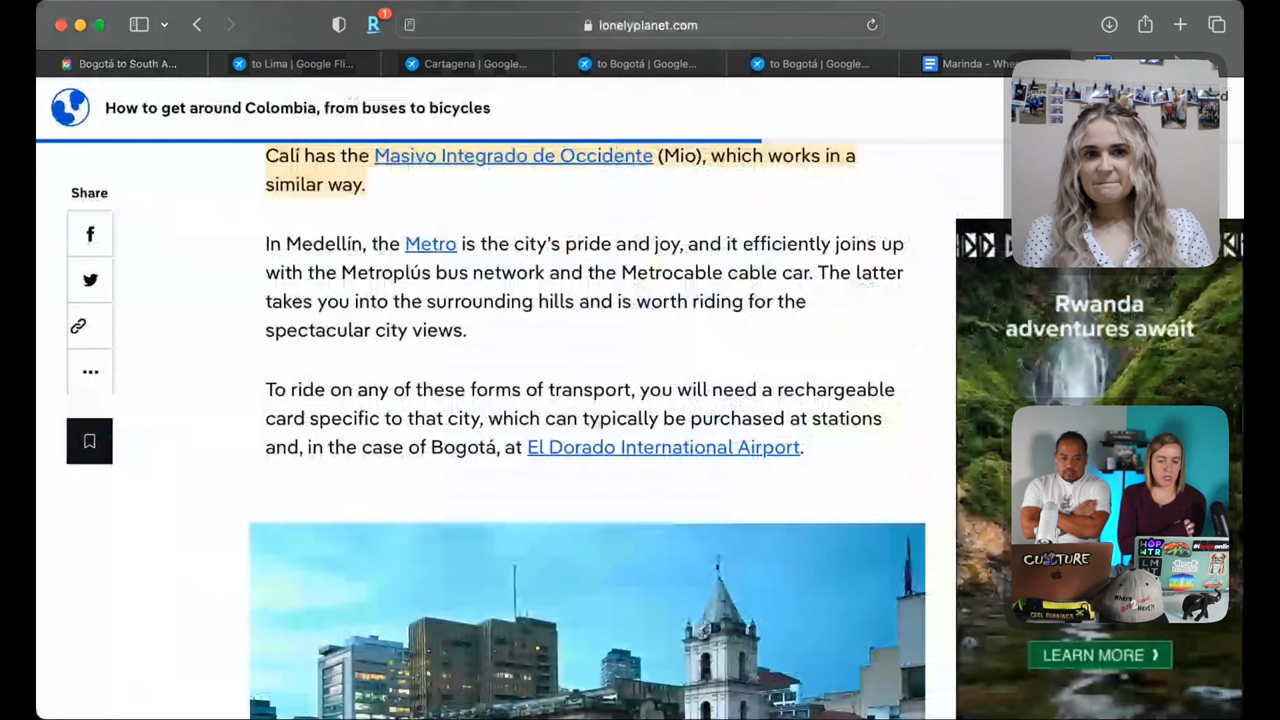 R
1
lonelyplanet.com
Bogotá to South A...
to Lima | Google Fli...
Cartagena | Google...
to Bogotá | Google...
to Bogotá | Google...
Marinda - Whe
How to get around Colombia, from buses to bicycles
Share
Cali has the Masivo Integrado de Occidente (Mio), which works in a
similar way.
In Medellín, the Metro is the city's pride and joy, and it efficiently joins up
with the Metroplús bus network and the Metrocable cable car. The latter
takes you into the surrounding hills and is worth riding for the
spectacular city views.
To ride on any of these forms of transport, you will need a rechargeable
card specific to that city, which can typically be purchased at stations
and, in the case of Bogotá, at El Dorado International Airport.
Rwanda
adventures await
LEARN MORE ❯
CULTURE